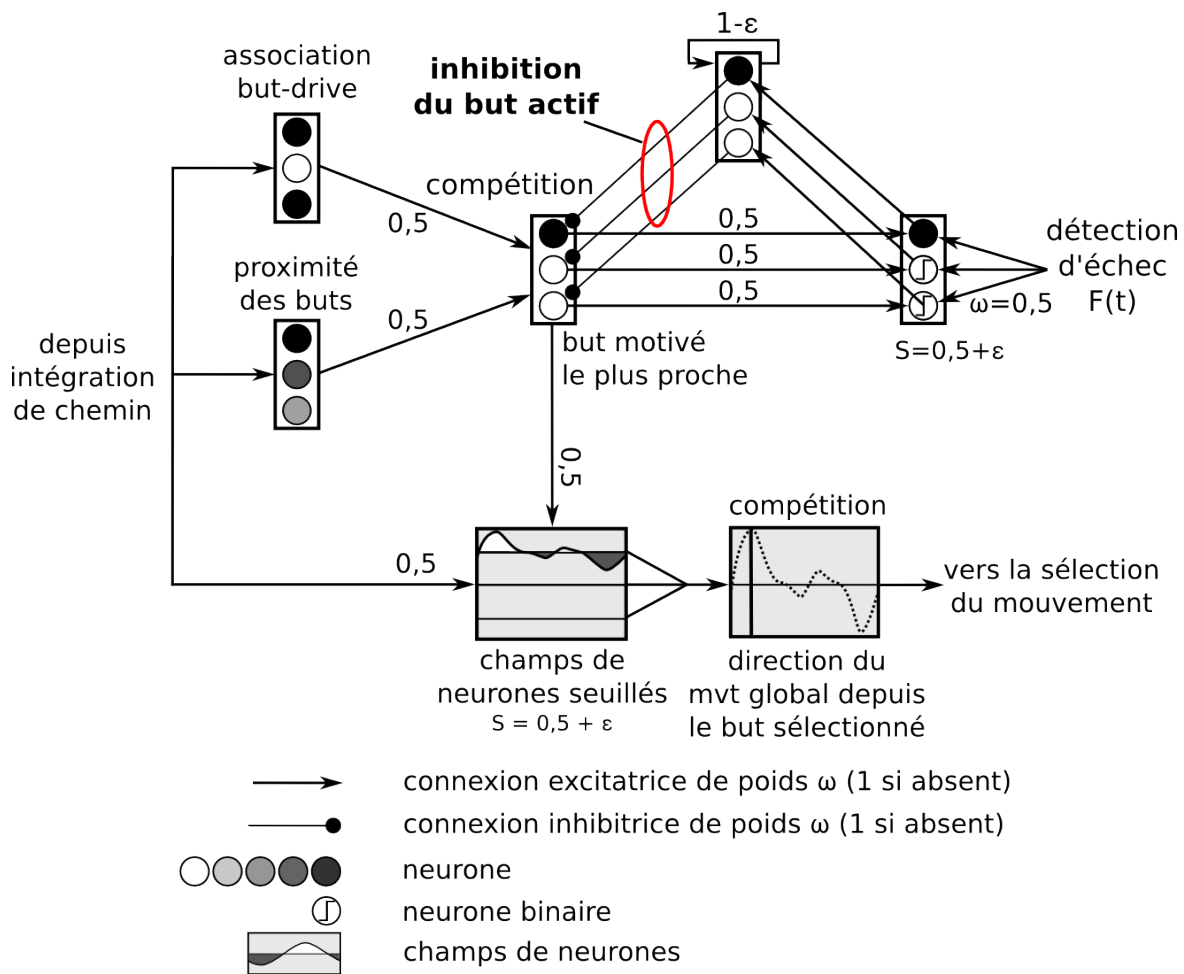 1-ε
association
but-drive
inhibition
du but actif
0,5
compétition
proximité
des buts
0,5
0,5
0,5
0,5
détection
d'échec
F(t)
ω=0,5
S=0,5+ε
depuis
intégration
de chemin
but motivé
le plus proche
0,5
0,5
compétition
vers la sélection
du mouvement
champs de
neurones seuillés
S = 0,5 + ε
direction du
mvt global depuis
le but sélectionné
connexion excitatrice de poids ω (1 si absent)
connexion inhibitrice de poids ω (1 si absent)
neurone
neurone binaire
champs de neurones